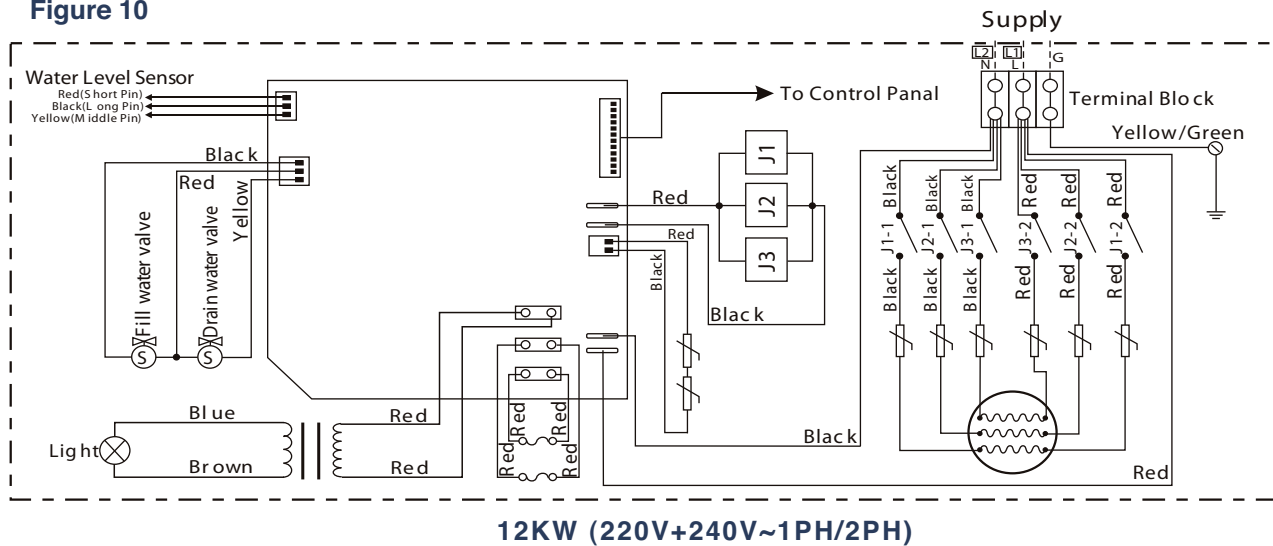 Figure 10
Supply
L2 L1
N L G
Water Level Sensor
Red(Short Pin)
Black(Long Pin)
Yellow(Middle Pin)
To Control Panal
Terminal Block
Yellow/Green
Black
Red
Yellow
Fill water valve
Drain water valve
S
S
Red
J1
J2
J3
Red
Black
Black
J1-1 Black
J2-1 Black
J3-1 Black
J3-2 Red
J2-2 Red
J1-2 Red
Black
Black
Black
Red
Red
Red
Light
Blue
Brown
Red
Red
Red
Red
Red
Red
Black
Red
12KW (220V+240V~1PH/2PH)